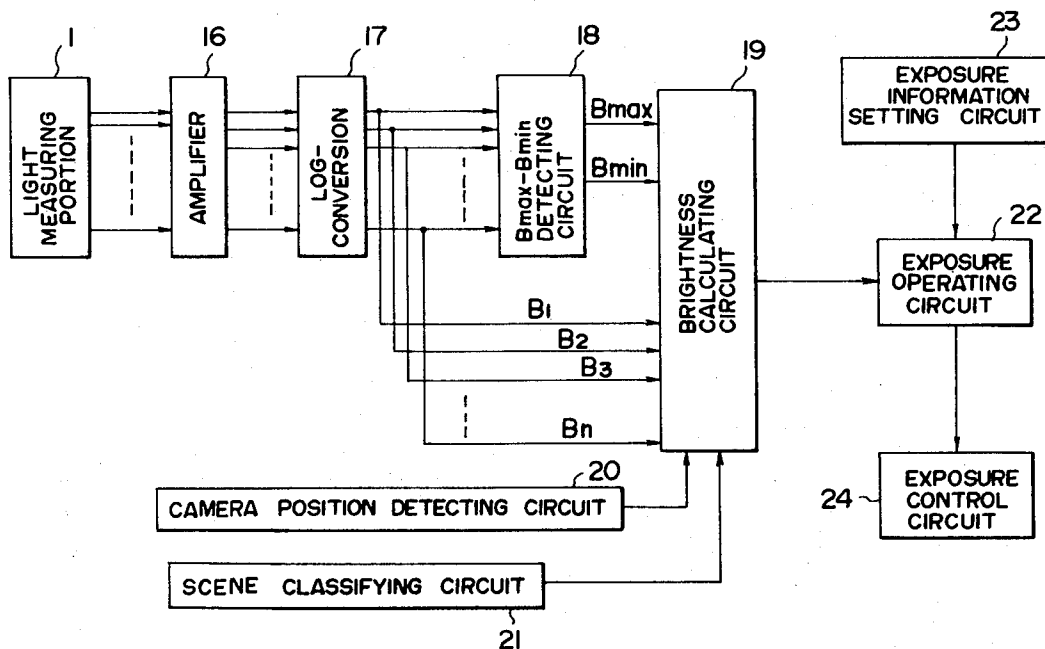 1
16
17
18
19
23
LIGHT
MEASURING
PORTION
AMPLIFIER
LOG-
CONVERSION
Bmax-Bmin
DETECTING
CIRCUIT
Bmax
Bmin
BRIGHTNESS
CALCULATING
CIRCUIT
EXPOSURE
INFORMATION
SETTING CIRCUIT
22
EXPOSURE
OPERATING
CIRCUIT
B1
B2
B3
Bn
20
CAMERA POSITION DETECTING CIRCUIT
SCENE CLASSIFYING CIRCUIT
21
24
EXPOSURE
CONTROL
CIRCUIT